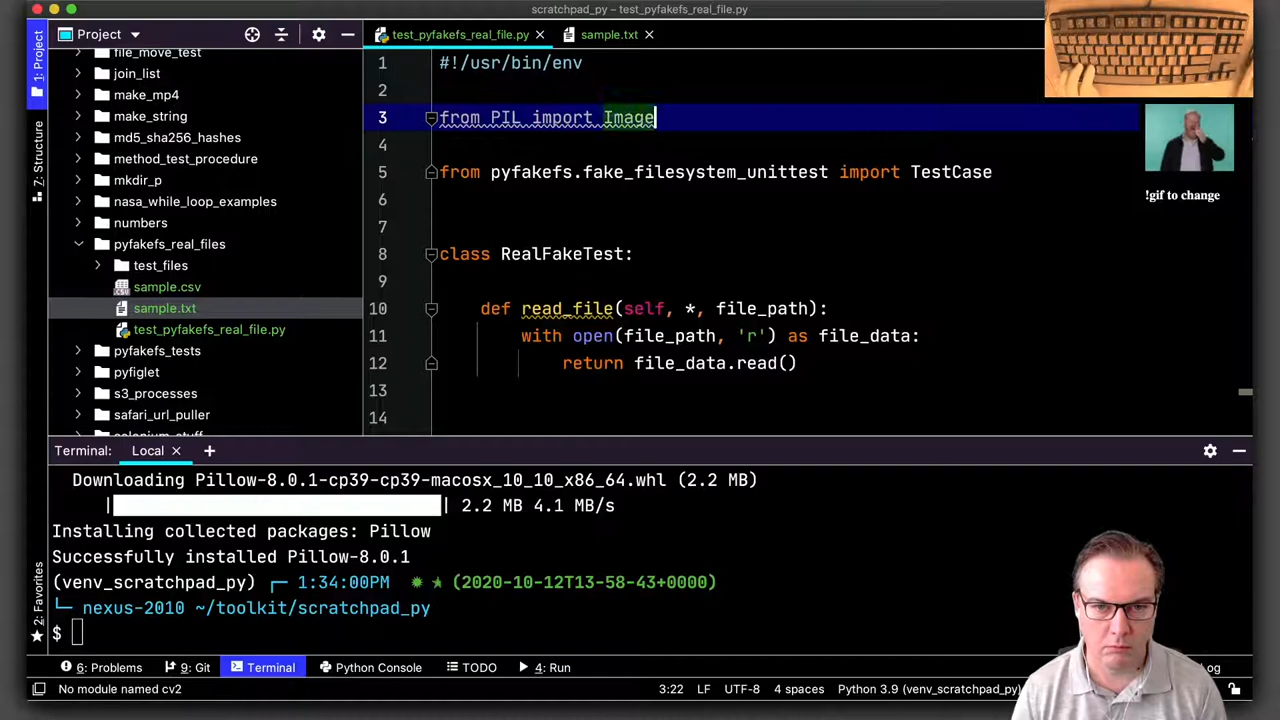 scratchpad_py – test_pyfakefs_real_file.py
1: Project
7: Structure
2: Favorites
Project
file_move_test
join_list
make_mp4
make_string
md5_sha256_hashes
method_test_procedure
mkdir_p
nasa_while_loop_examples
numbers
pyfakefs_real_files
test_files
sample.csv
sample.txt
test_pyfakefs_real_file.py
pyfakefs_tests
pyfiglet
s3_processes
safari_url_puller
test_pyfakefs_real_file.py
sample.txt
1 #!/usr/bin/env
2
3 from PIL import Image
4
5 from pyfakefs.fake_filesystem_unittest import TestCase
6
7
8 class RealFakeTest:
9
10 def read_file(self, *, file_path):
11 with open(file_path, 'r') as file_data:
12 return file_data.read()
13
14
!gif to change
Terminal: Local +
Downloading Pillow-8.0.1-cp39-cp39-macosx_10_10_x86_64.whl (2.2 MB)
| | 2.2 MB 4.1 MB/s
Installing collected packages: Pillow
Successfully installed Pillow-8.0.1
(venv_scratchpad_py) 1:34:00PM (2020-10-12T13-58-43+0000)
nexus-2010 ~/toolkit/scratchpad_py
$
6: Problems 9: Git Terminal Python Console TODO 4: Run
No module named cv2 3:22 LF UTF-8 4 spaces Python 3.9 (venv_scratchpad_py)